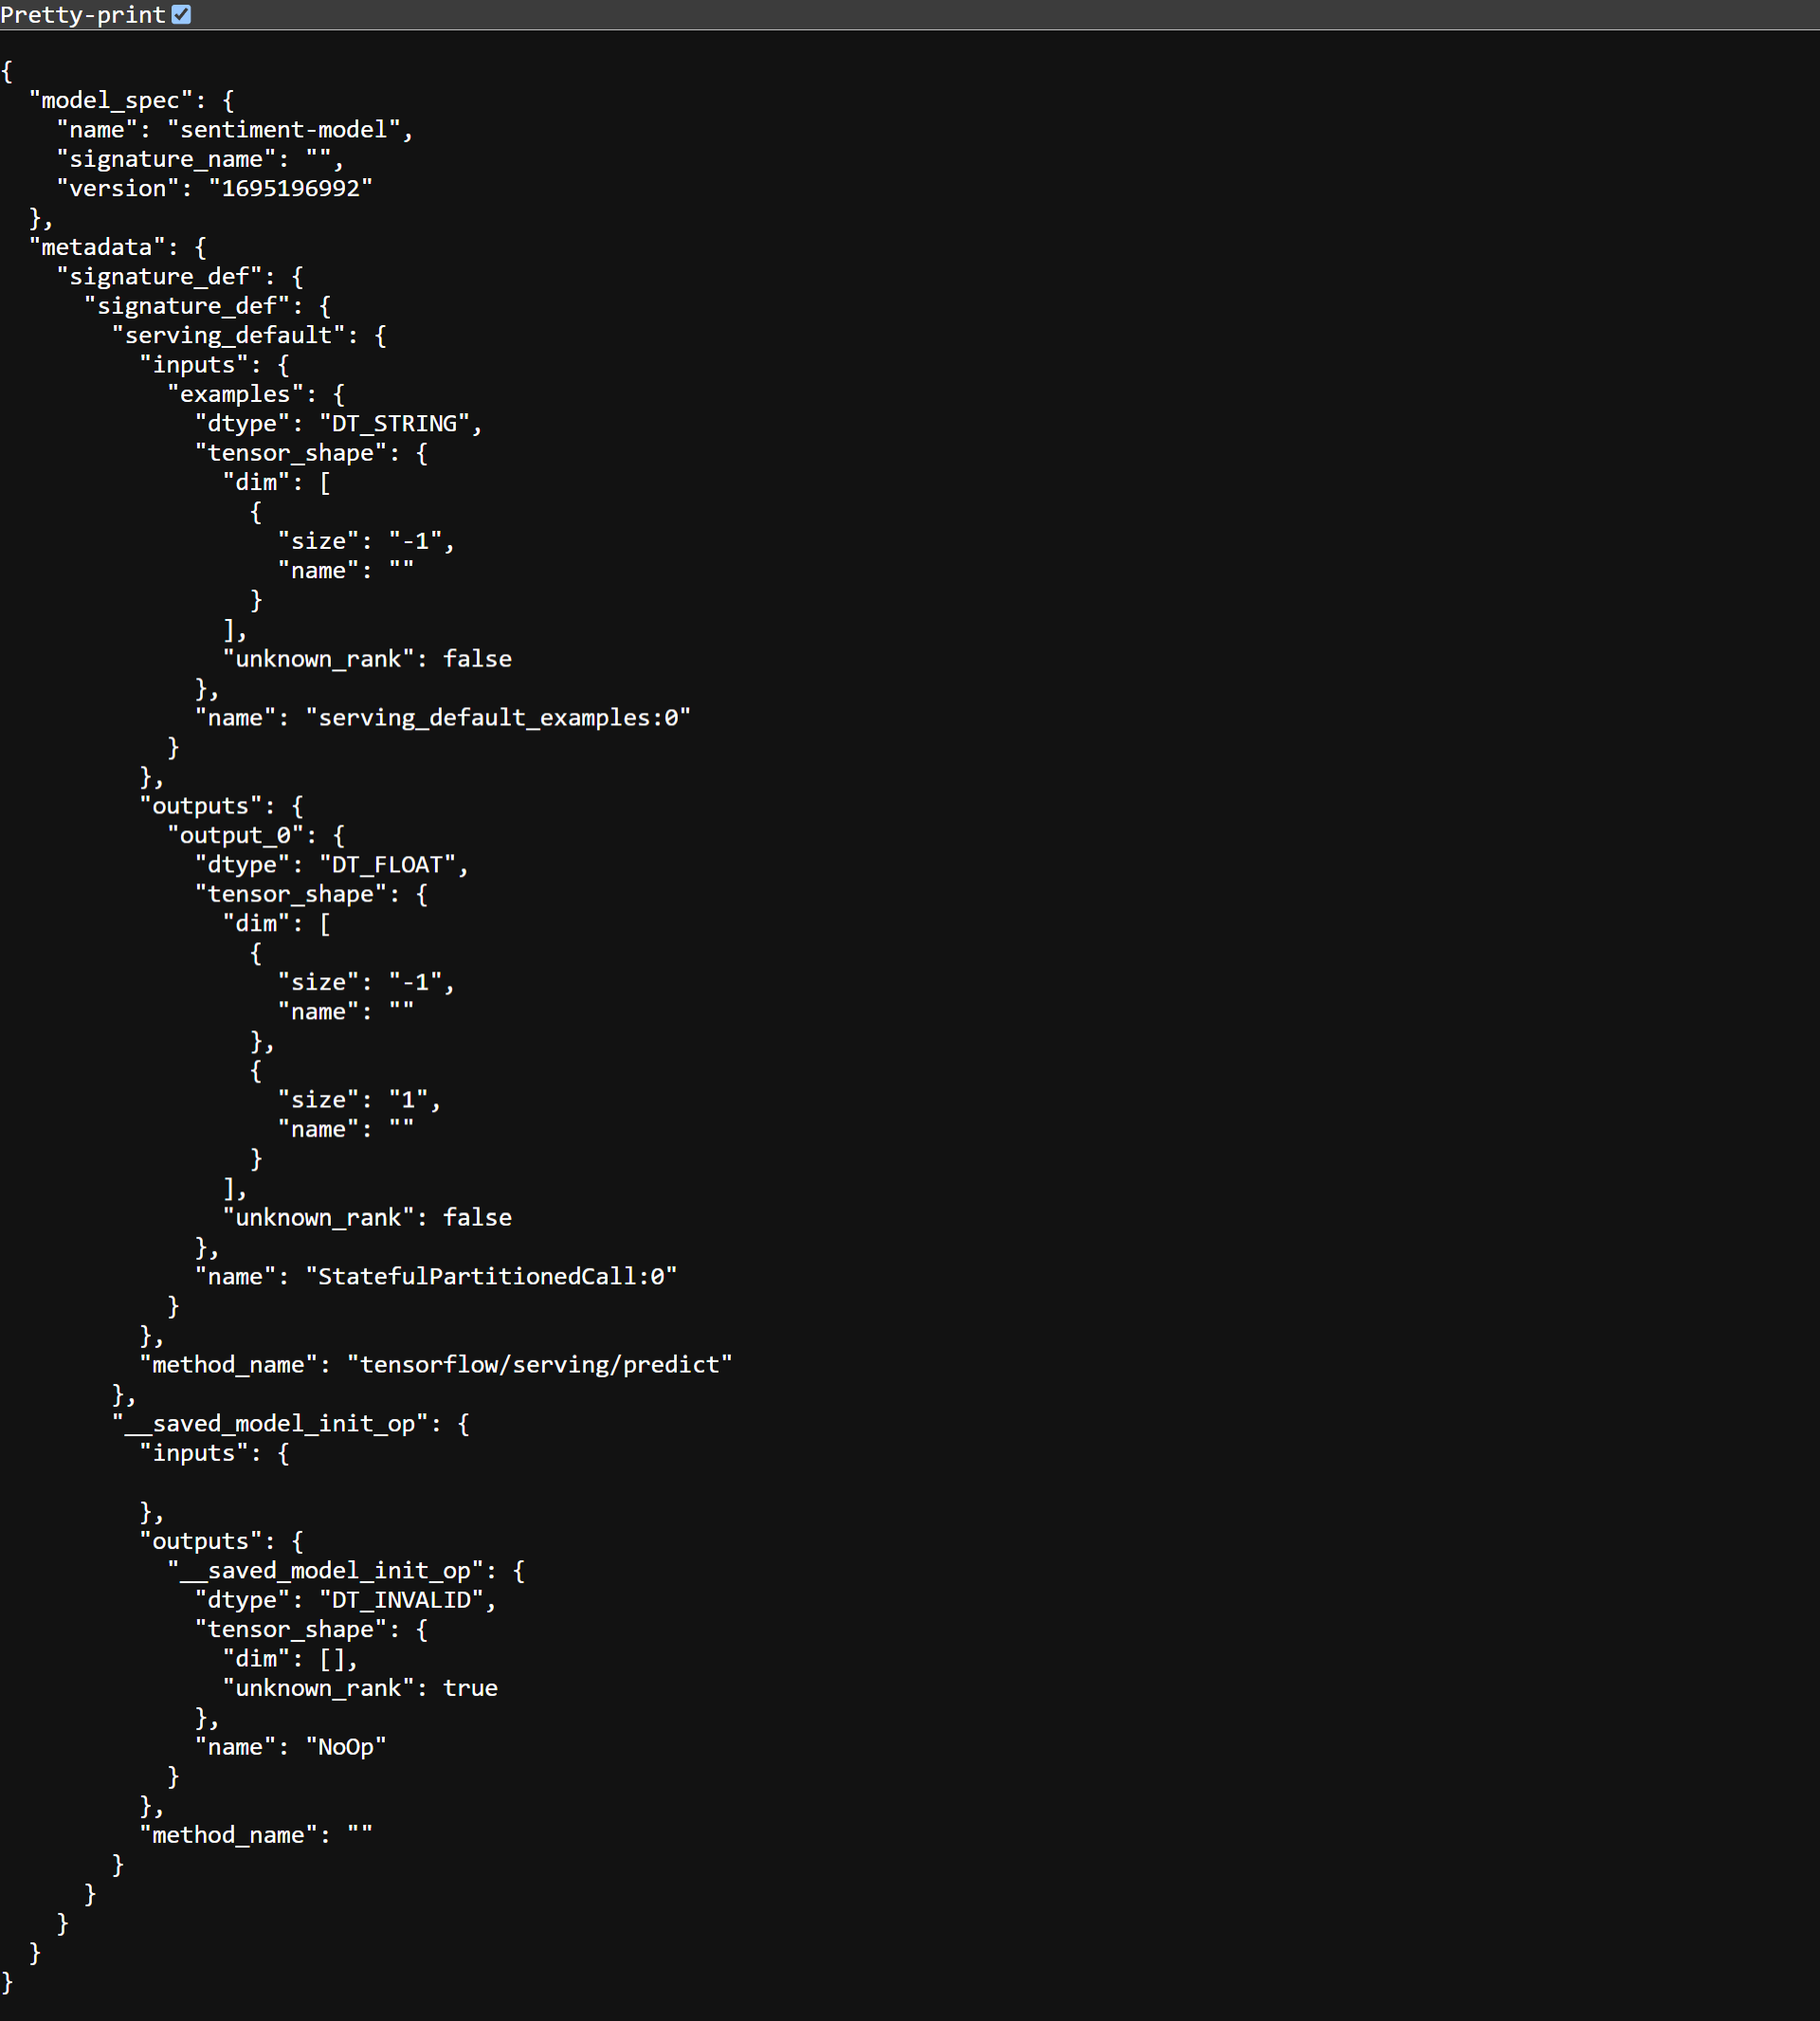 Pretty-print
{
  "model_spec": {
    "name": "sentiment-model",
    "signature_name": "",
    "version": "1695196992"
  },
  "metadata": {
    "signature_def": {
      "signature_def": {
        "serving_default": {
          "inputs": {
            "examples": {
              "dtype": "DT_STRING",
              "tensor_shape": {
                "dim": [
                  {
                    "size": "-1",
                    "name": ""
                  }
                ],
                "unknown_rank": false
              },
              "name": "serving_default_examples:0"
            }
          },
          "outputs": {
            "output_0": {
              "dtype": "DT_FLOAT",
              "tensor_shape": {
                "dim": [
                  {
                    "size": "-1",
                    "name": ""
                  },
                  {
                    "size": "1",
                    "name": ""
                  }
                ],
                "unknown_rank": false
              },
              "name": "StatefulPartitionedCall:0"
            }
          },
          "method_name": "tensorflow/serving/predict"
        },
        "__saved_model_init_op": {
          "inputs": {
          },
          "outputs": {
            "__saved_model_init_op": {
              "dtype": "DT_INVALID",
              "tensor_shape": {
                "dim": [],
                "unknown_rank": true
              },
              "name": "NoOp"
            }
          },
          "method_name": ""
        }
      }
    }
  }
}